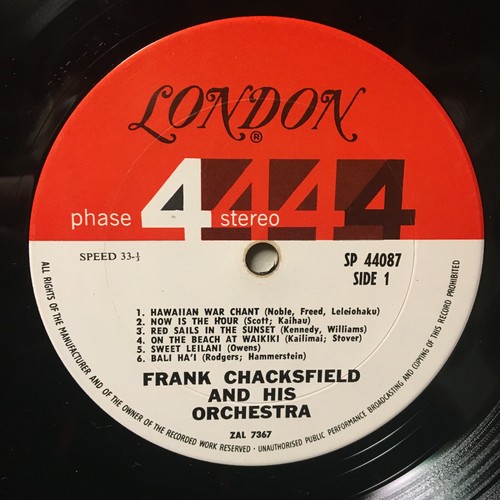 LONDON
®
phase 4 stereo 444
SPEED 33-⅓
SP 44087
SIDE 1
1. HAWAIIAN WAR CHANT (Noble, Freed, Leleiohaku)
2. NOW IS THE HOUR (Scott; Kaihau)
3. RED SAILS IN THE SUNSET (Kennedy, Williams)
4. ON THE BEACH AT WAIKIKI (Kailimai; Stover)
5. SWEET LEILANI (Owens)
6. BALI HA'I (Rodgers; Hammerstein)
FRANK CHACKSFIELD
AND HIS
ORCHESTRA
ZAL 7367
ALL RIGHTS OF THE MANUFACTURER AND OF THE OWNER OF THE RECORDED WORK RESERVED · UNAUTHORISED PUBLIC PERFORMANCE BROADCASTING AND COPYING OF THIS RECORD PROHIBITED